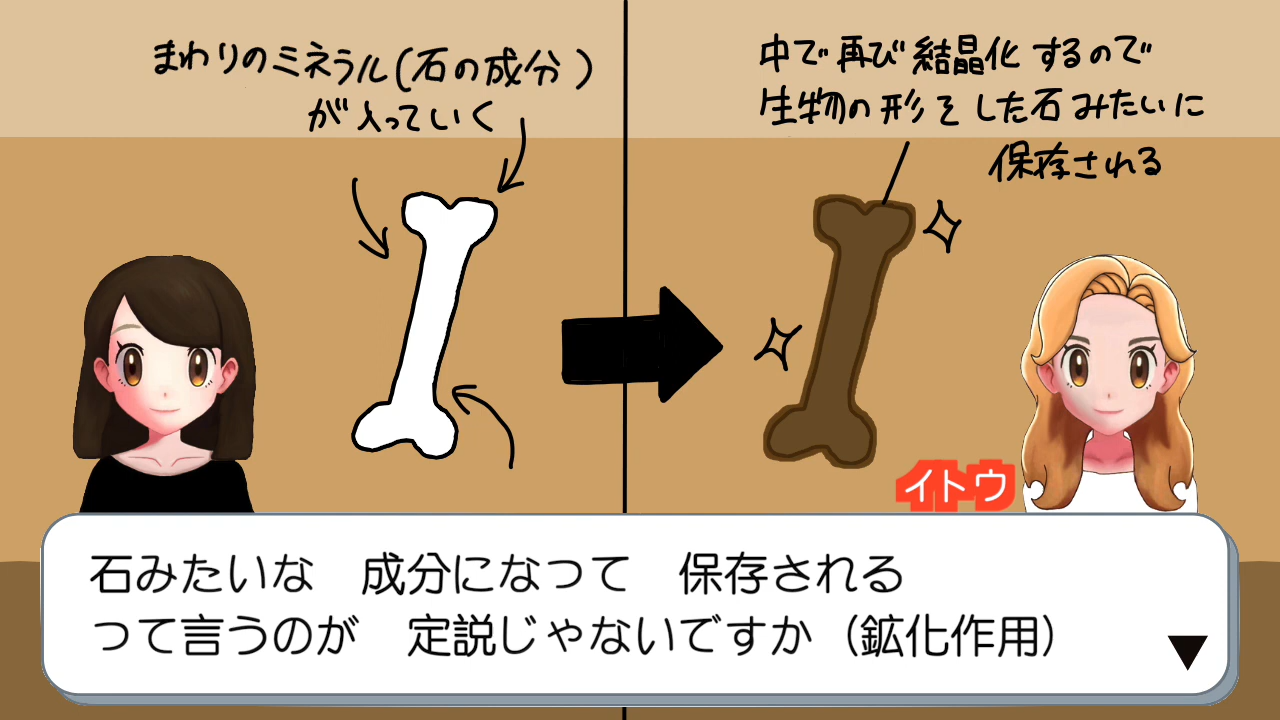 まわりのミネラル(石の成分)
が入っていく
中で再び結晶化するので
生物の形をした石みたいに
保存される
イトウ
石みたいな　成分になって　保存される
って言うのが　定説じゃないですか（鉱化作用）